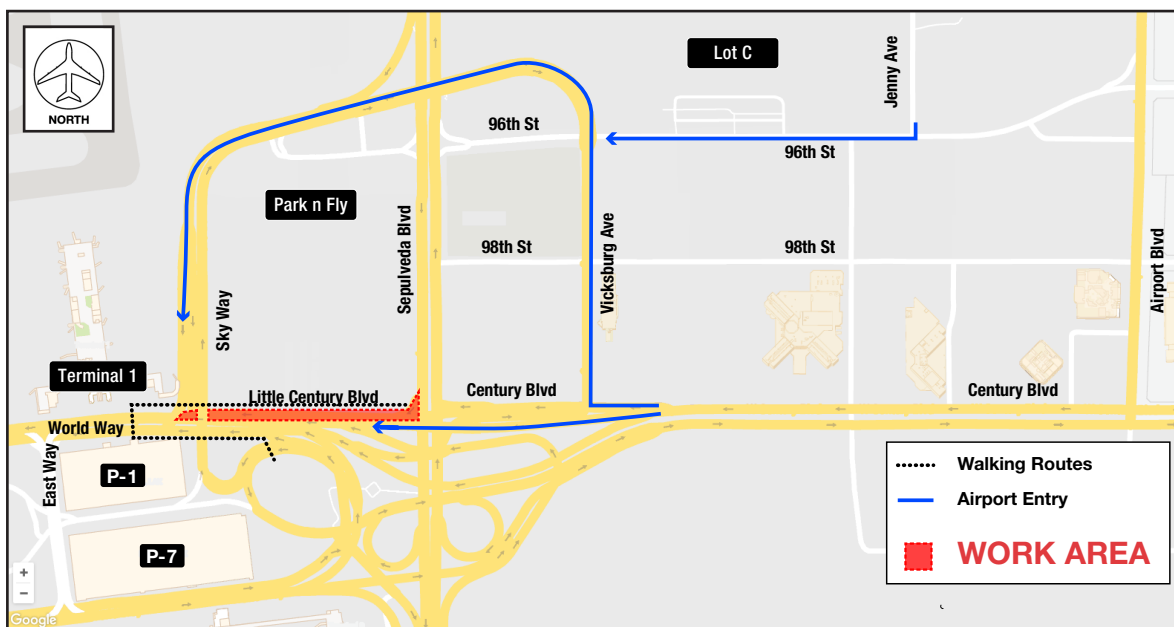 NORTH
Lot C
Jenny Ave
96th St
96th St
Park n Fly
Sepulveda Blvd
98th St
98th St
Vicksburg Ave
Airport Blvd
Sky Way
Terminal 1
Little Century Blvd
Century Blvd
Century Blvd
World Way
East Way
P-1
P-7
Walking Routes
Airport Entry
WORK AREA
+
−
Google